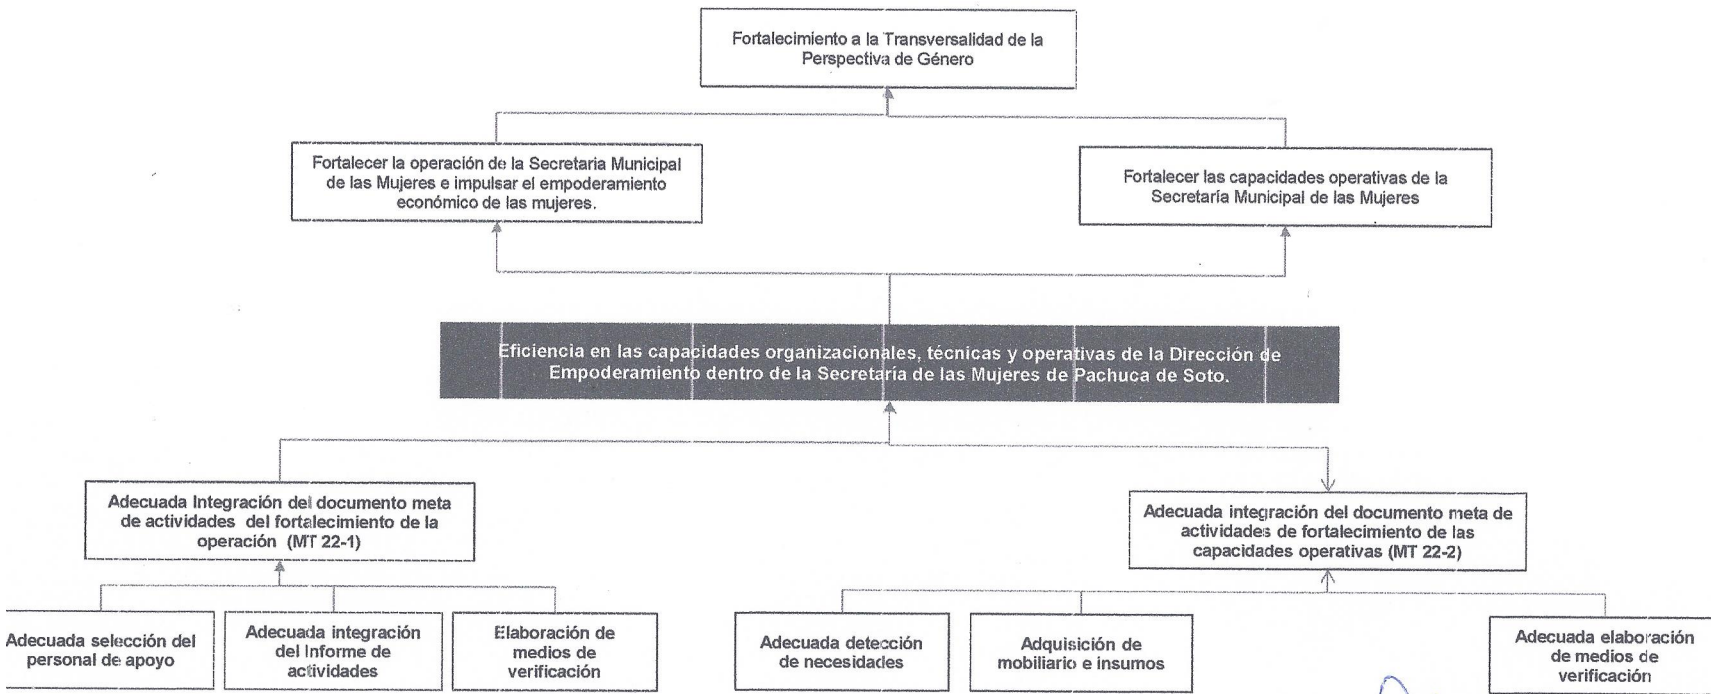 Fortalecimiento a la Transversalidad de la
Perspectiva de Género
Fortalecer la operación de la Secretaria Municipal
de las Mujeres e impulsar el empoderamiento
económico de las mujeres.
Fortalecer las capacidades operativas de la
Secretaría Municipal de las Mujeres
Eficiencia en las capacidades organizacionales, técnicas y operativas de la Dirección de
Empoderamiento dentro de la Secretaría de las Mujeres de Pachuca de Soto.
Adecuada Integración del documento meta
de actividades del fortalecimiento de la
operación (MT 22-1)
Adecuada integración del documento meta de
actividades de fortalecimiento de las
capacidades operativas (MT 22-2)
Adecuada selección del
personal de apoyo
Adecuada integración
del Informe de
actividades
Elaboración de
medios de
verificación
Adecuada detección
de necesidades
Adquisición de
mobiliario e insumos
Adecuada elaboración
de medios de
verificación